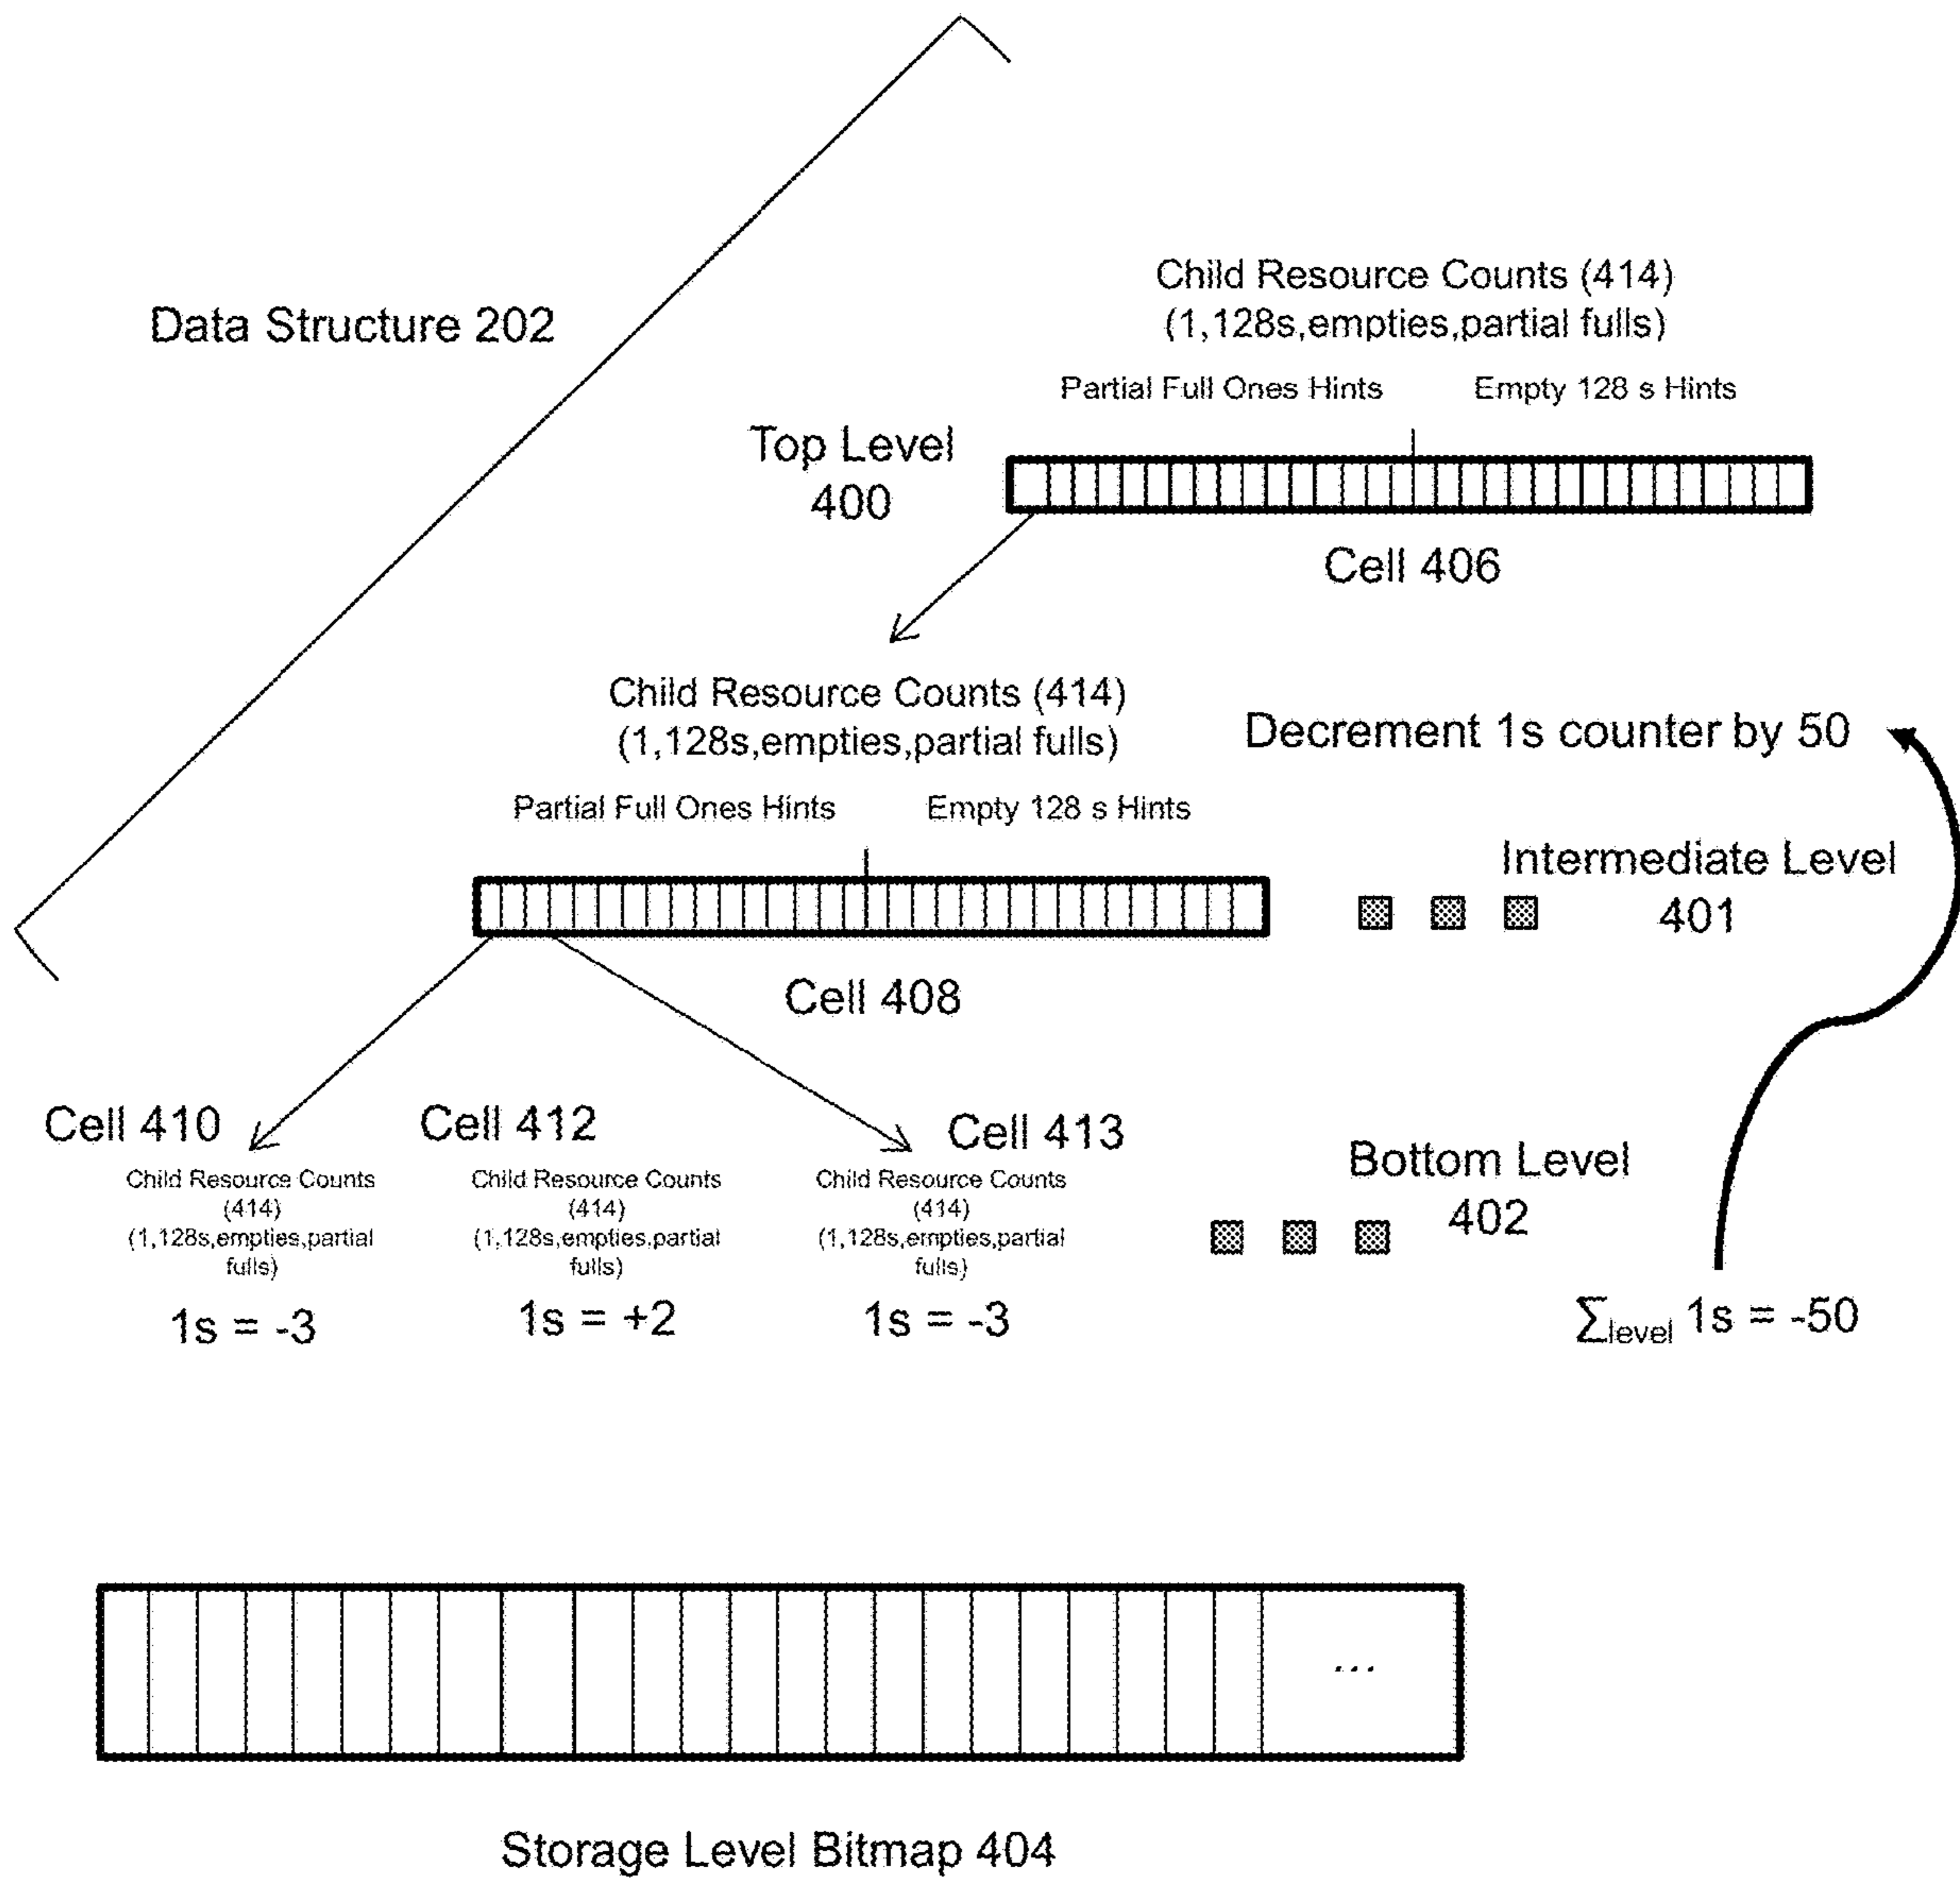 Data Structure 202
Child Resource Counts (414)
(1,128s,empties,partial fulls)
Partial Full Ones Hints
Empty 128 s Hints
Top Level
400
Cell 406
Child Resource Counts (414)
(1,128s,empties,partial fulls)
Decrement 1s counter by 50
Partial Full Ones Hints
Empty 128 s Hints
Intermediate Level
401
Cell 408
Cell 410
Child Resource Counts
(414)
(1,128s,empties,partial
fulls)
1s = -3
Cell 412
Child Resource Counts
(414)
(1,128s,empties,partial
fulls)
1s = +2
Cell 413
Child Resource Counts
(414)
(1,128s,empties,partial
fulls)
1s = -3
Bottom Level
402
∑level 1s = -50
...
Storage Level Bitmap 404